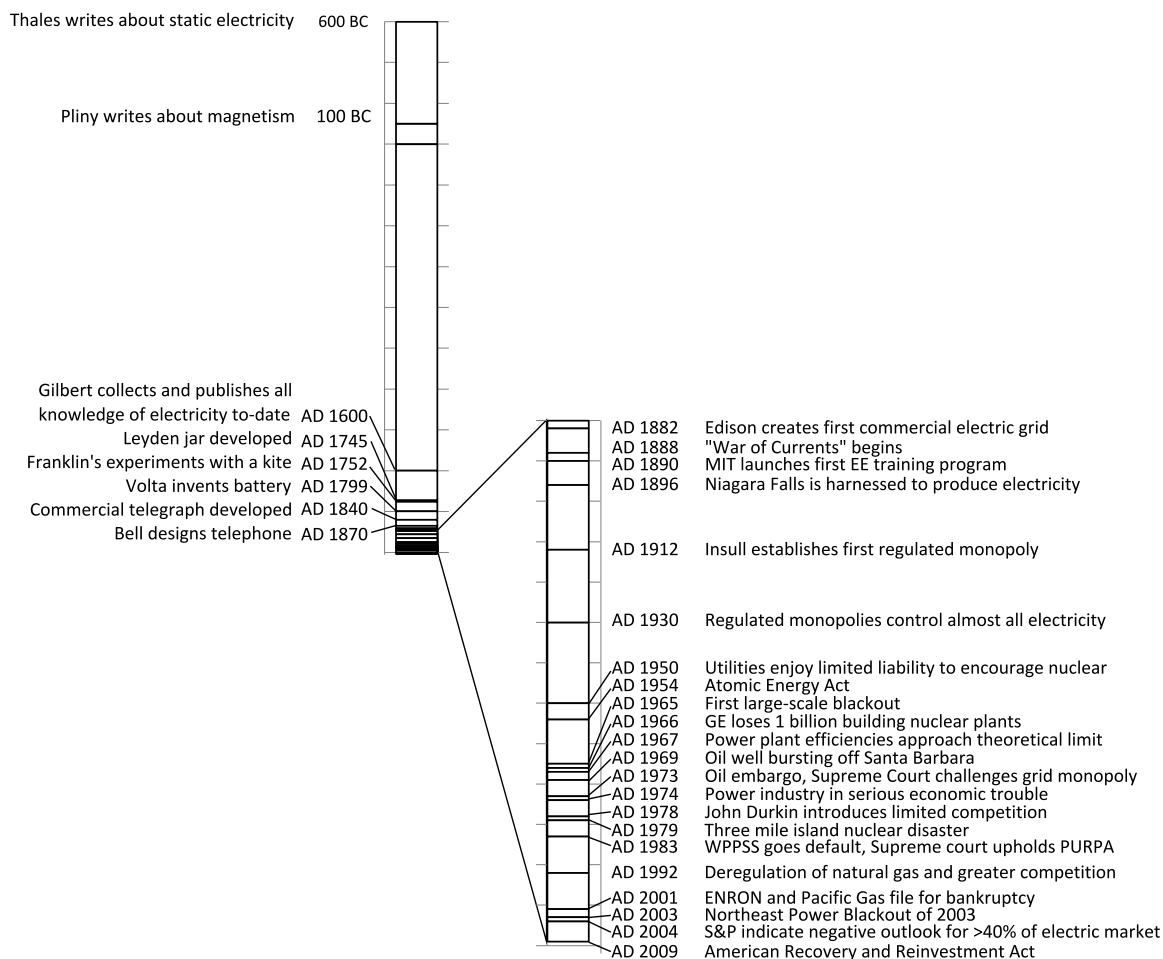 Thales writes about static electricity 600 BC
Pliny writes about magnetism 100 BC
Gilbert collects and publishes all
knowledge of electricity to-date AD 1600
Leyden jar developed AD 1745
Franklin's experiments with a kite AD 1752
Volta invents battery AD 1799
Commercial telegraph developed AD 1840
Bell designs telephone AD 1870
AD 1882 Edison creates first commercial electric grid
AD 1888 "War of Currents" begins
AD 1890 MIT launches first EE training program
AD 1896 Niagara Falls is harnessed to produce electricity
AD 1912 Insull establishes first regulated monopoly
AD 1930 Regulated monopolies control almost all electricity
AD 1950 Utilities enjoy limited liability to encourage nuclear
AD 1954 Atomic Energy Act
AD 1965 First large-scale blackout
AD 1966 GE loses 1 billion building nuclear plants
AD 1967 Power plant efficiencies approach theoretical limit
AD 1969 Oil well bursting off Santa Barbara
AD 1973 Oil embargo, Supreme Court challenges grid monopoly
AD 1974 Power industry in serious economic trouble
AD 1978 John Durkin introduces limited competition
AD 1979 Three mile island nuclear disaster
AD 1983 WPPSS goes default, Supreme court upholds PURPA
AD 1992 Deregulation of natural gas and greater competition
AD 2001 ENRON and Pacific Gas file for bankruptcy
AD 2003 Northeast Power Blackout of 2003
AD 2004 S&P indicate negative outlook for >40% of electric market
AD 2009 American Recovery and Reinvestment Act